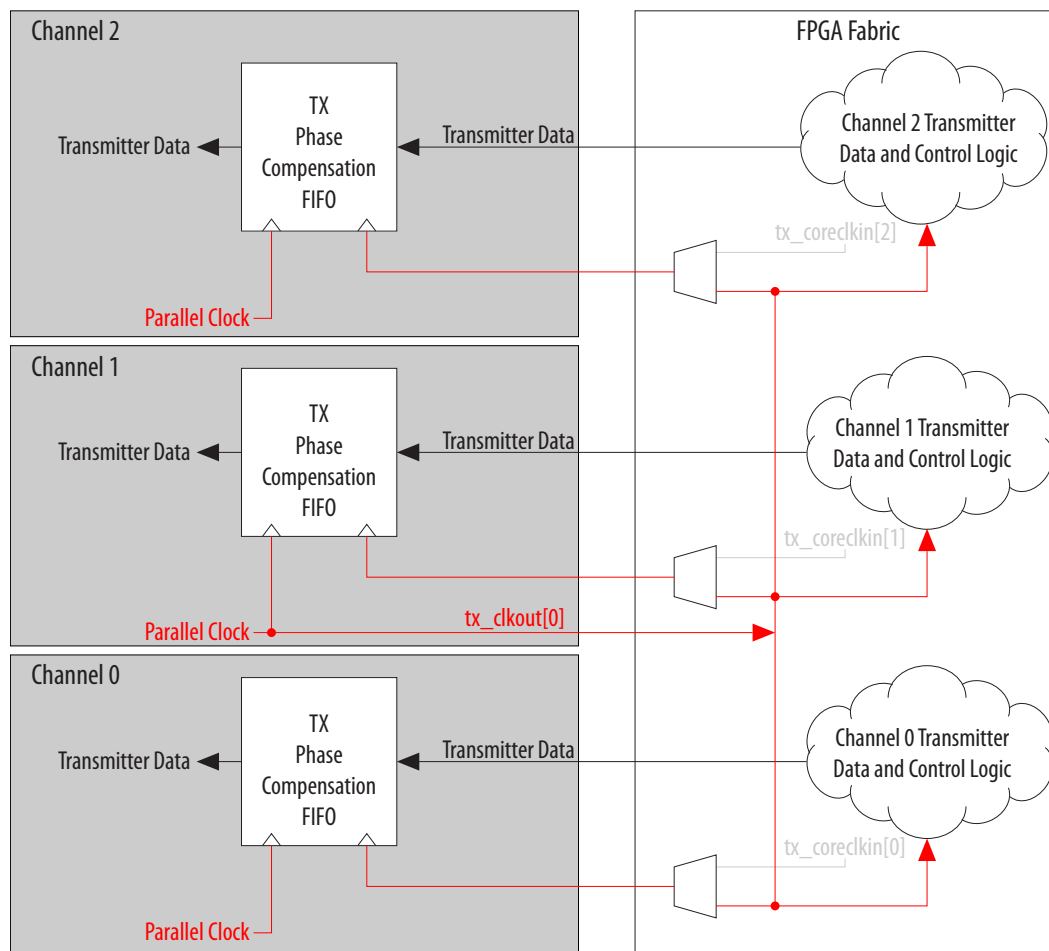 Channel 2
FPGA Fabric
TX
Phase
Compensation
FIFO
Transmitter Data
Transmitter Data
Channel 2 Transmitter
Data and Control Logic
tx_coreclkin[2]
Parallel Clock
Channel 1
TX
Phase
Compensation
FIFO
Transmitter Data
Transmitter Data
Channel 1 Transmitter
Data and Control Logic
tx_coreclkin[1]
Parallel Clock
tx_clkout[0]
Channel 0
TX
Phase
Compensation
FIFO
Transmitter Data
Transmitter Data
Channel 0 Transmitter
Data and Control Logic
tx_coreclkin[0]
Parallel Clock